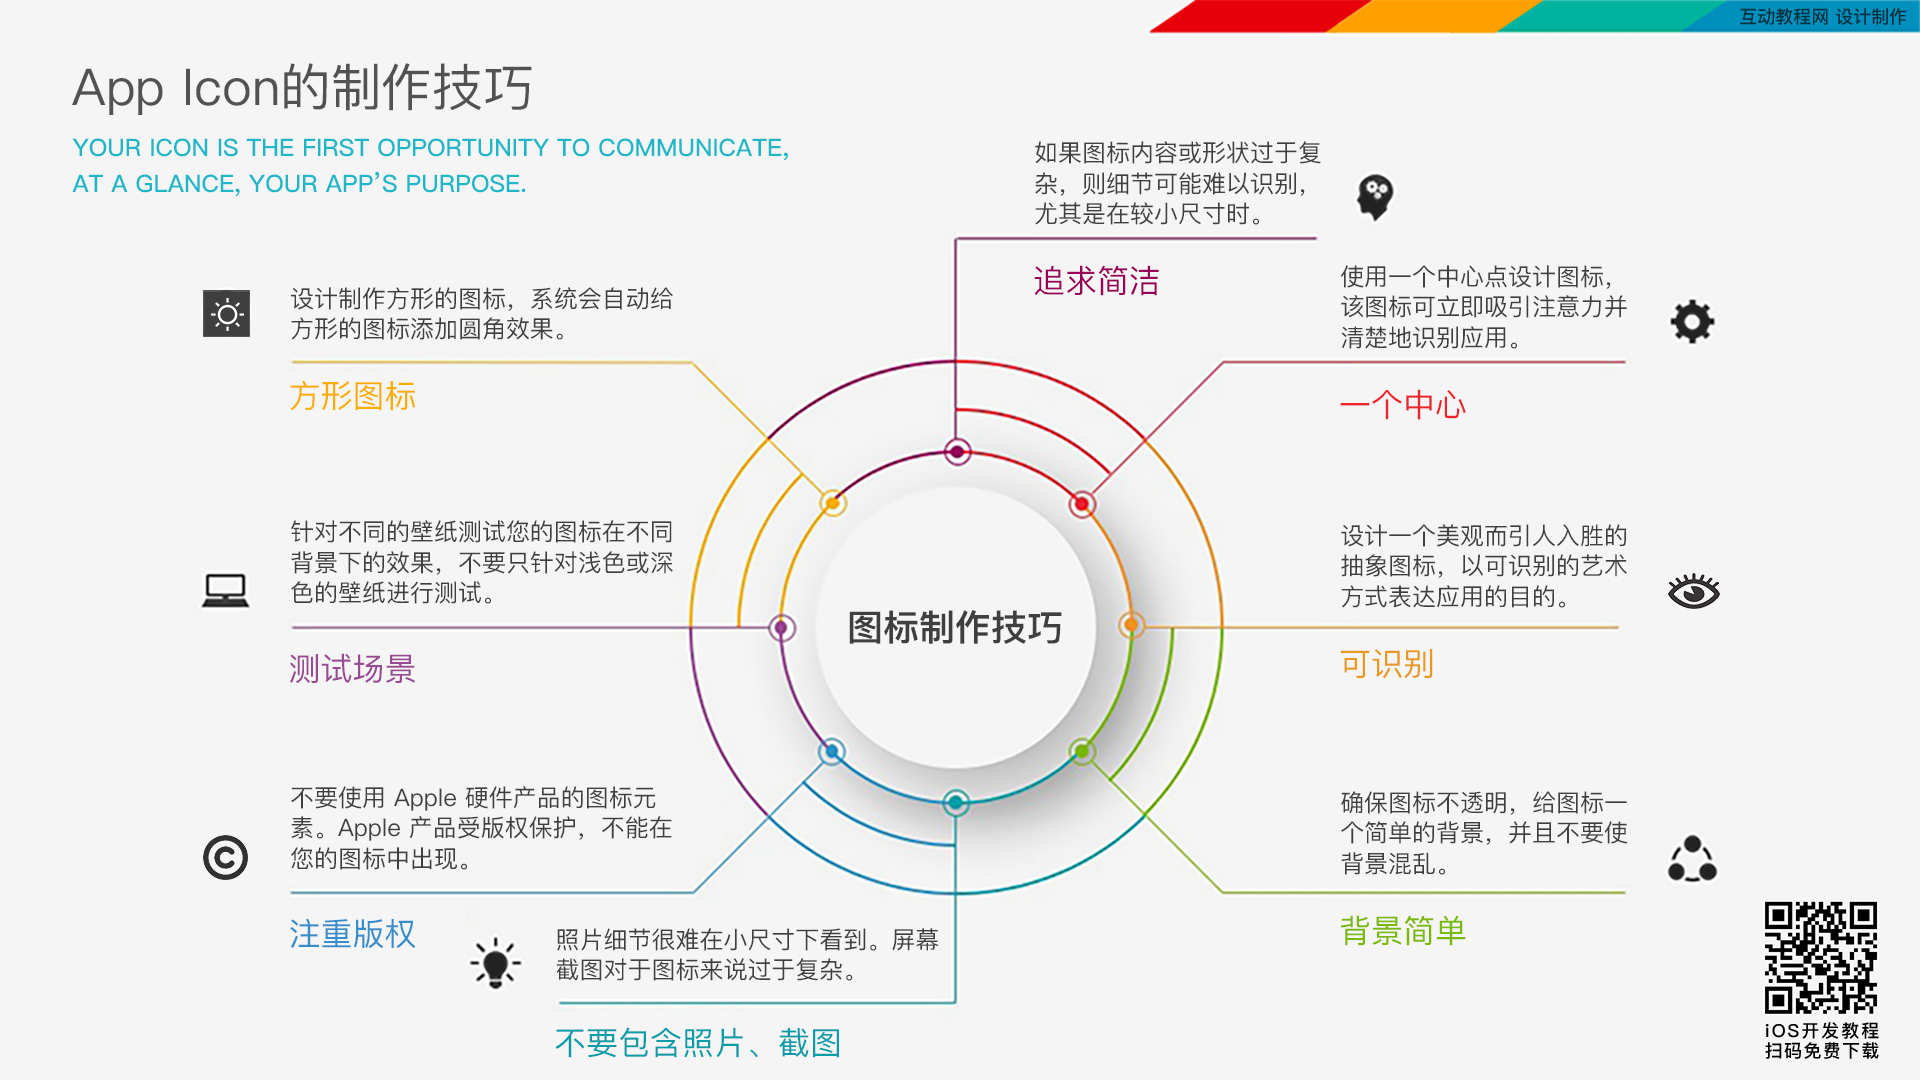 互动教程网 设计制作
App Icon的制作技巧
YOUR ICON IS THE FIRST OPPORTUNITY TO COMMUNICATE,
AT A GLANCE, YOUR APP’S PURPOSE.
如果图标内容或形状过于复
杂，则细节可能难以识别，
尤其是在较小尺寸时。
追求简洁
使用一个中心点设计图标，
该图标可立即吸引注意力并
清楚地识别应用。
一个中心
设计一个美观而引人入胜的
抽象图标，以可识别的艺术
方式表达应用的目的。
可识别
确保图标不透明，给图标一
个简单的背景，并且不要使
背景混乱。
背景简单
照片细节很难在小尺寸下看到。屏幕
截图对于图标来说过于复杂。
不要包含照片、截图
不要使用 Apple 硬件产品的图标元
素。Apple 产品受版权保护，不能在
您的图标中出现。
注重版权
针对不同的壁纸测试您的图标在不同
背景下的效果，不要只针对浅色或深
色的壁纸进行测试。
测试场景
设计制作方形的图标，系统会自动给
方形的图标添加圆角效果。
方形图标
图标制作技巧
iOS开发教程
扫码免费下载